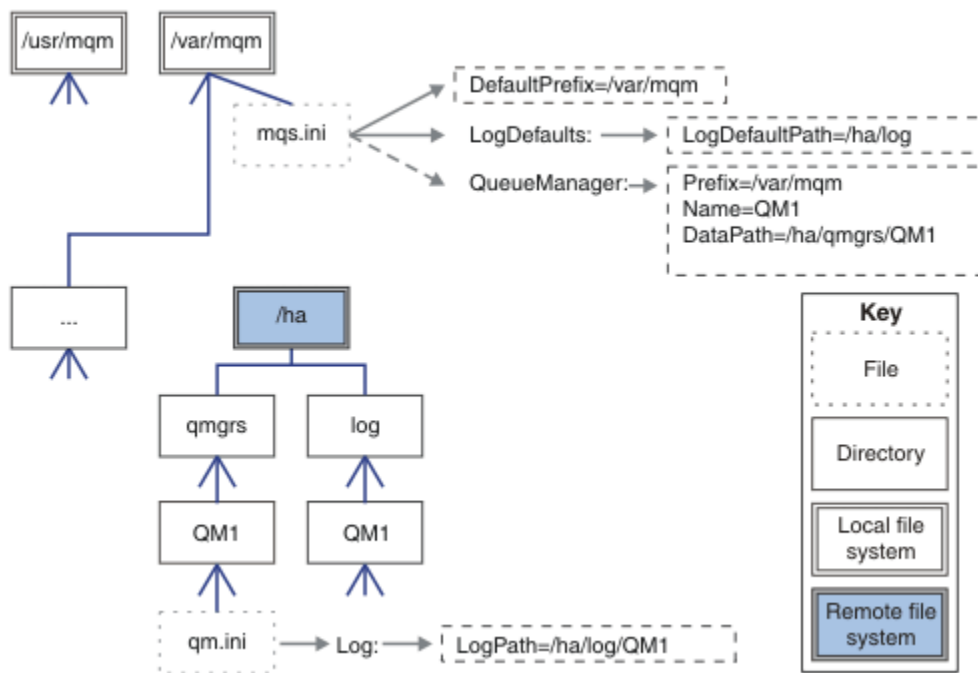 /usr/mqm
/var/mqm
DefaultPrefix=/var/mqm
mqs.ini
LogDefaults:
LogDefaultPath=/ha/log
QueueManager:
Prefix=/var/mqm
Name=QM1
DataPath=/ha/qmgrs/QM1
...
/ha
Key
File
qmgrs
log
Directory
QM1
QM1
Local file
system
qm.ini
Log:
LogPath=/ha/log/QM1
Remote file
system